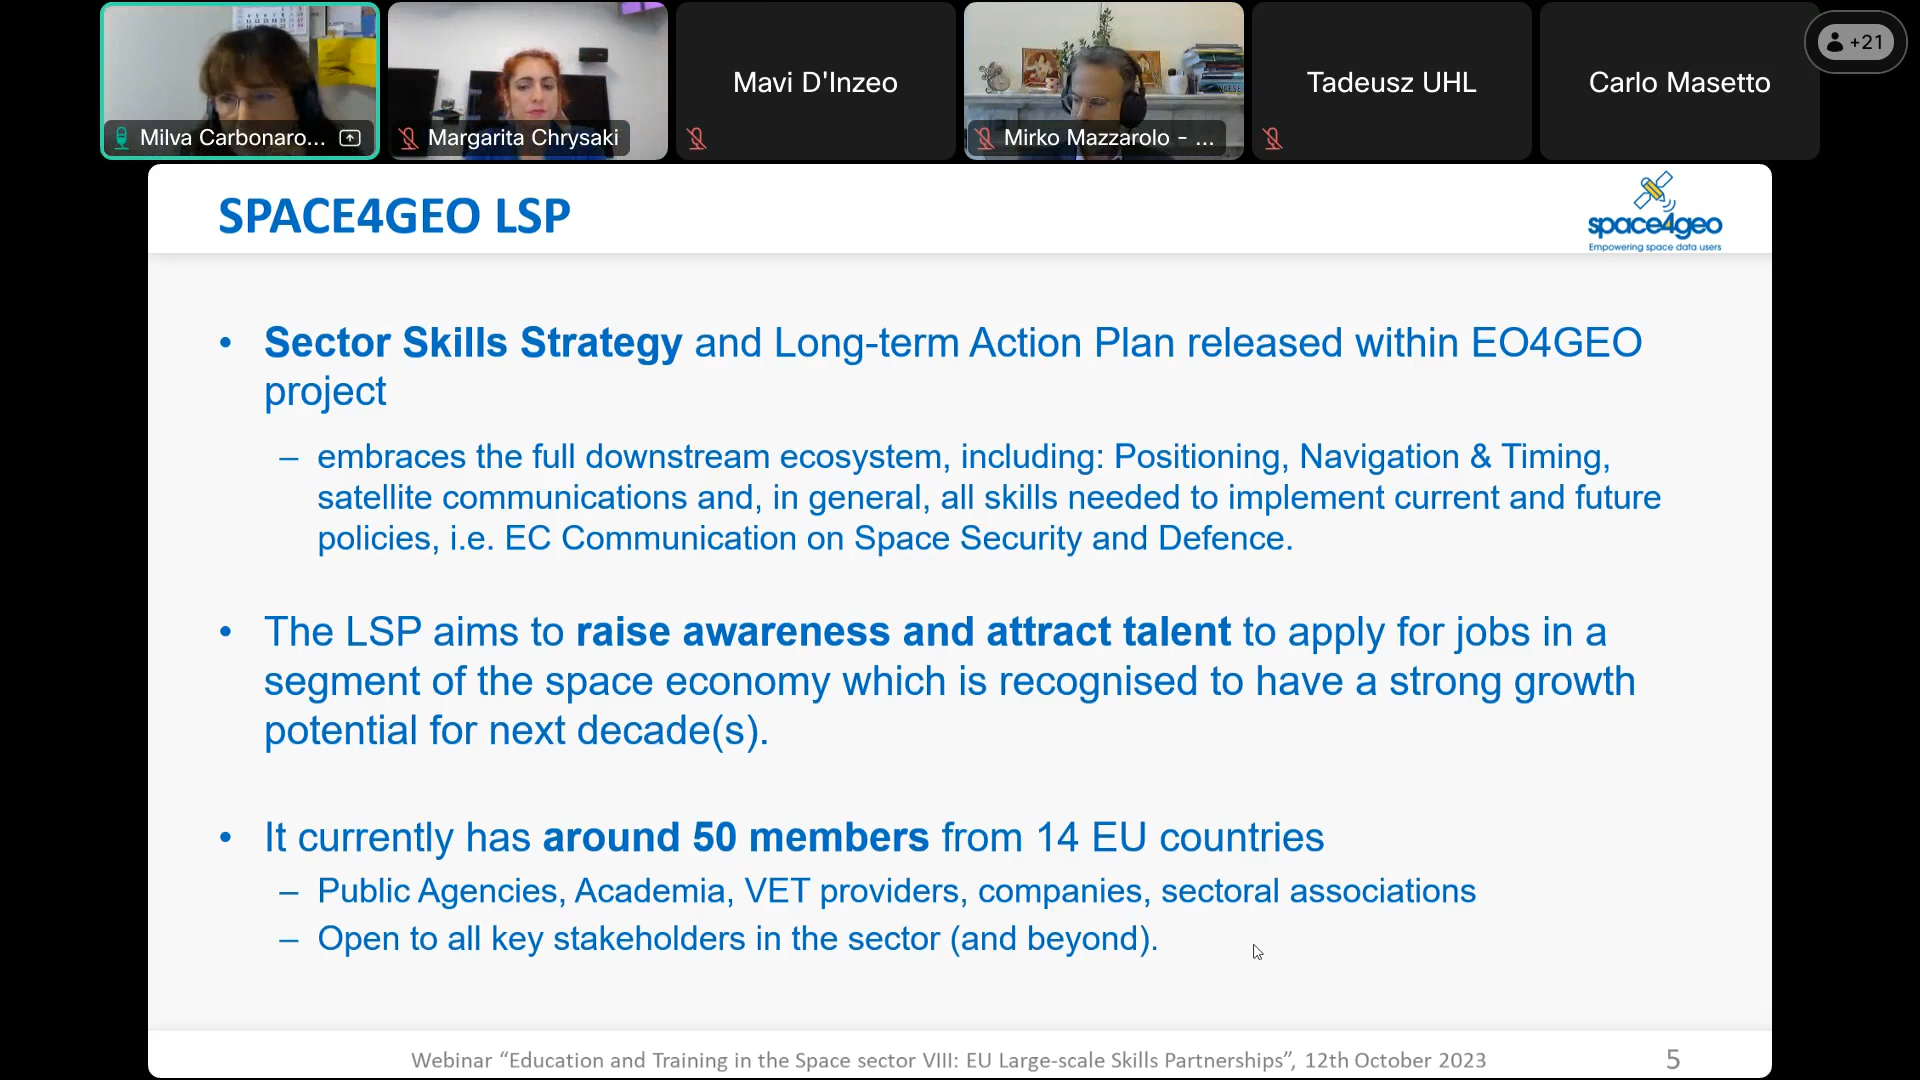 Milva Carbonaro...
Margarita Chrysaki
Mavi D'Inzeo
Mirko Mazzarolo - ...
Tadeusz UHL
Carlo Masetto
+21
SPACE4GEO LSP
space4geo
Empowering space data users
• Sector Skills Strategy and Long-term Action Plan released within EO4GEO
project
– embraces the full downstream ecosystem, including: Positioning, Navigation & Timing,
satellite communications and, in general, all skills needed to implement current and future
policies, i.e. EC Communication on Space Security and Defence.
• The LSP aims to raise awareness and attract talent to apply for jobs in a
segment of the space economy which is recognised to have a strong growth
potential for next decade(s).
• It currently has around 50 members from 14 EU countries
– Public Agencies, Academia, VET providers, companies, sectoral associations
– Open to all key stakeholders in the sector (and beyond).
Webinar “Education and Training in the Space sector VIII: EU Large-scale Skills Partnerships”, 12th October 2023
5